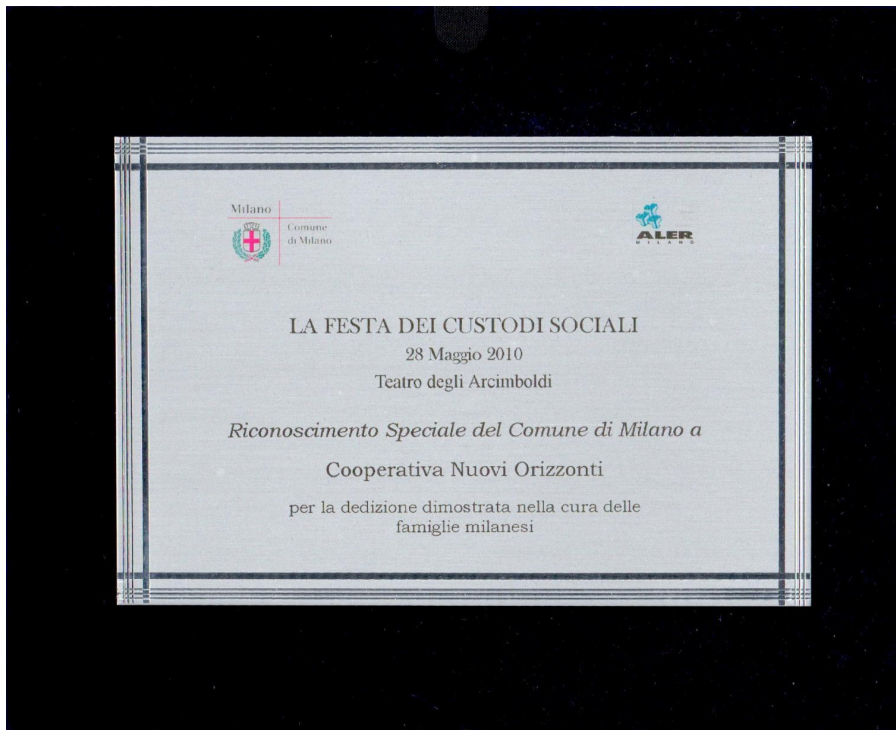 Milano
Comune
di Milano
ALER
MILANO
LA FESTA DEI CUSTODI SOCIALI
28 Maggio 2010
Teatro degli Arcimboldi
Riconoscimento Speciale del Comune di Milano a
Cooperativa Nuovi Orizzonti
per la dedizione dimostrata nella cura delle
famiglie milanesi